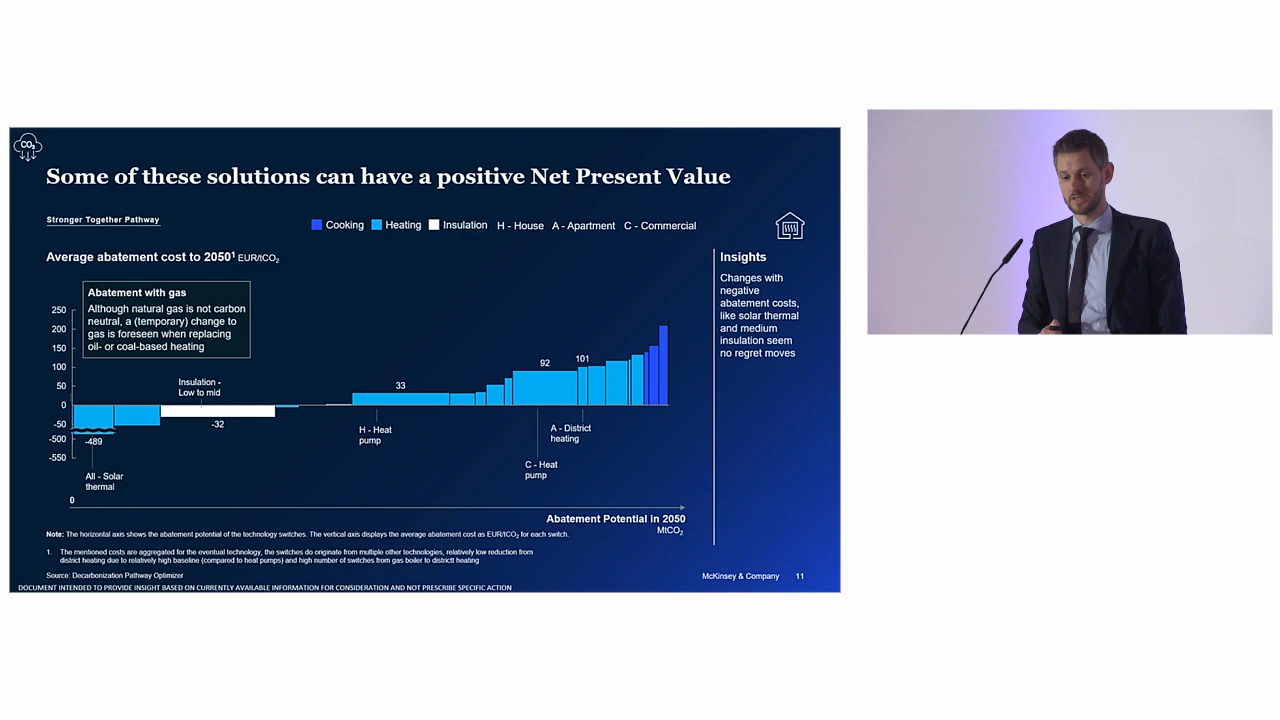 CO₂
Some of these solutions can have a positive Net Present Value
Stronger Together Pathway
Cooking
Heating
Insulation
H - House
A - Apartment
C - Commercial
Average abatement cost to 2050¹ EUR/tCO₂
Abatement with gas
Although natural gas is not carbon
neutral, a (temporary) change to
gas is foreseen when replacing
oil- or coal-based heating
250
200
150
100
50
0
-50
-500
-550
-489
All - Solar
thermal
Insulation -
Low to mid
-32
33
H - Heat
pump
92
C - Heat
pump
101
A - District
heating
0
Abatement Potential in 2050
MtCO₂
Insights
Changes with
negative
abatement costs,
like solar thermal
and medium
insulation seem
no regret moves
Note: The horizontal axis shows the abatement potential of the technology switches. The vertical axis displays the average abatement cost as EUR/tCO₂ for each switch.
1. The mentioned costs are aggregated for the eventual technology, the switches do originate from multiple other technologies, relatively low reduction from
district heating due to relatively high baseline (compared to heat pumps) and high number of switches from gas boiler to districtt heating
Source: Decarbonization Pathway Optimizer
McKinsey & Company 11
DOCUMENT INTENDED TO PROVIDE INSIGHT BASED ON CURRENTLY AVAILABLE INFORMATION FOR CONSIDERATION AND NOT PRESCRIBE SPECIFIC ACTION